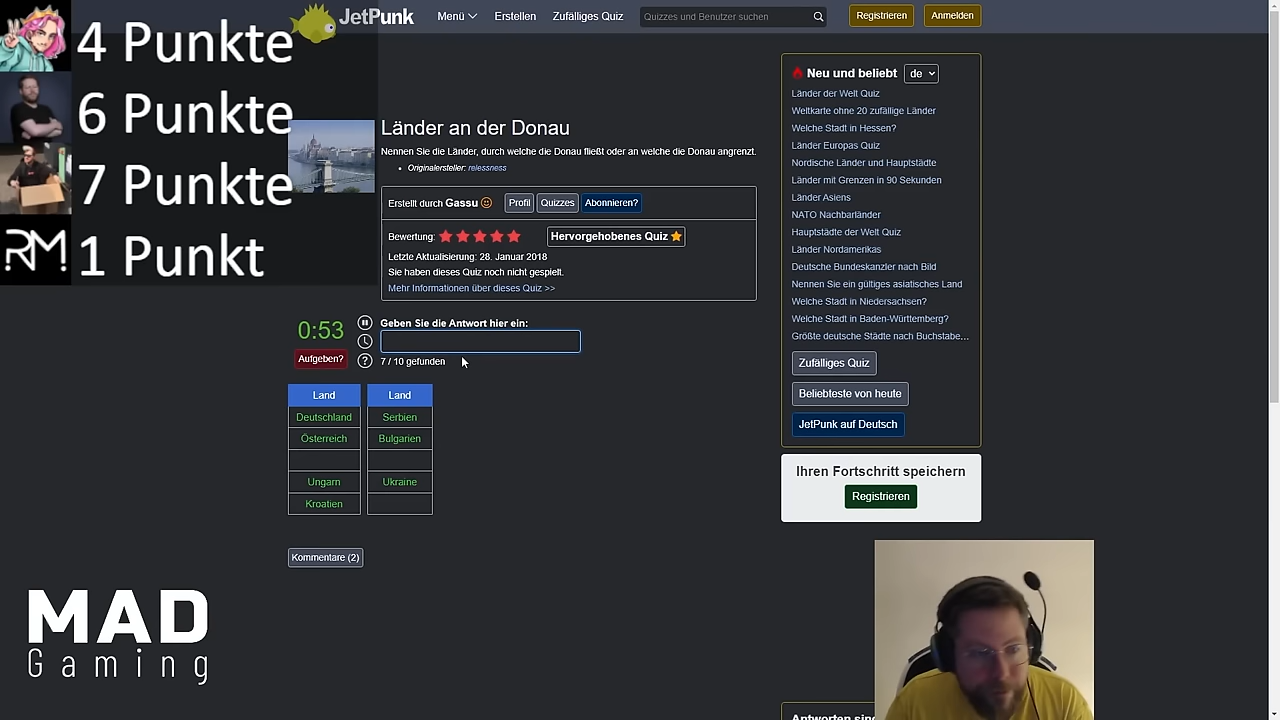 4 Punkte
6 Punkte
7 Punkte
RM 1 Punkt
JetPunk
Menü Erstellen Zufälliges Quiz
Quizzes und Benutzer suchen
Registrieren Anmelden
Länder an der Donau
Nennen Sie die Länder, durch welche die Donau fließt oder an welche die Donau angrenzt.
• Originalersteller: relessness
Erstellt durch Gassu Profil Quizzes Abonnieren?
Bewertung: Hervorgehobenes Quiz
Letzte Aktualisierung: 28. Januar 2018
Sie haben dieses Quiz noch nicht gespielt.
Mehr Informationen über dieses Quiz >>
0:53
Aufgeben?
Geben Sie die Antwort hier ein:
?
7 / 10 gefunden
Land Land
Deutschland Serbien
Österreich Bulgarien
Ungarn Ukraine
Kroatien
Kommentare (2)
Neu und beliebt de
Länder der Welt Quiz
Weltkarte ohne 20 zufällige Länder
Welche Stadt in Hessen?
Länder Europas Quiz
Nordische Länder und Hauptstädte
Länder mit Grenzen in 90 Sekunden
Länder Asiens
NATO Nachbarländer
Hauptstädte der Welt Quiz
Länder Nordamerikas
Deutsche Bundeskanzler nach Bild
Nennen Sie ein gültiges asiatisches Land
Welche Stadt in Niedersachsen?
Welche Stadt in Baden-Württemberg?
Größte deutsche Städte nach Buchstabe...
Zufälliges Quiz
Beliebteste von heute
JetPunk auf Deutsch
Ihren Fortschritt speichern
Registrieren
MAD
Gaming